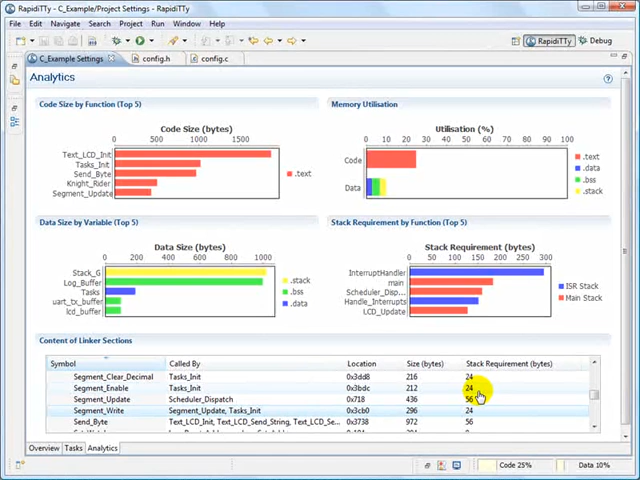 C_Example/Project Settings - RapidiTTy
File Edit Navigate Search Project Run Window Help
RapidiTTy Debug
C_Example Settings config.h config.c
Analytics
Code Size by Function (Top 5)
Code Size (bytes)
0 500 1000 1500
Text_LCD_Init
Tasks_Init
Send_Byte
Knight_Rider
Segment_Update
.text
Memory Utilisation
Utilisation (%)
0 10 20 30 40 50 60 70 80 90 100
Code
Data
.text
.data
.bss
.stack
Data Size by Variable (Top 5)
Data Size (bytes)
0 200 400 600 800 1000
Stack_G
Log_Buffer
Tasks
uart_tx_buffer
lcd_buffer
.stack
.bss
.data
Stack Requirement by Function (Top 5)
Stack Requirement (bytes)
0 50 100 150 200 250 300
InterruptHandler
main
Scheduler_Disp...
Handle_Interrupts
LCD_Update
ISR Stack
Main Stack
Content of Linker Sections
Symbol Called By Location Size (bytes) Stack Requirement (bytes)
Segment_Clear_Decimal Tasks_Init 0x3dd8 216 24
Segment_Enable Tasks_Init 0x3bdc 212 24
Segment_Update Scheduler_Dispatch 0x718 436 56
Segment_Write Segment_Update, Tasks_Init 0x3cb0 296 24
Send_Byte Text_LCD_Init, Text_LCD_Send_String, Text_LCD_Se... 0x3738 972 56
Overview Tasks Analytics
Code 25% Data 10%